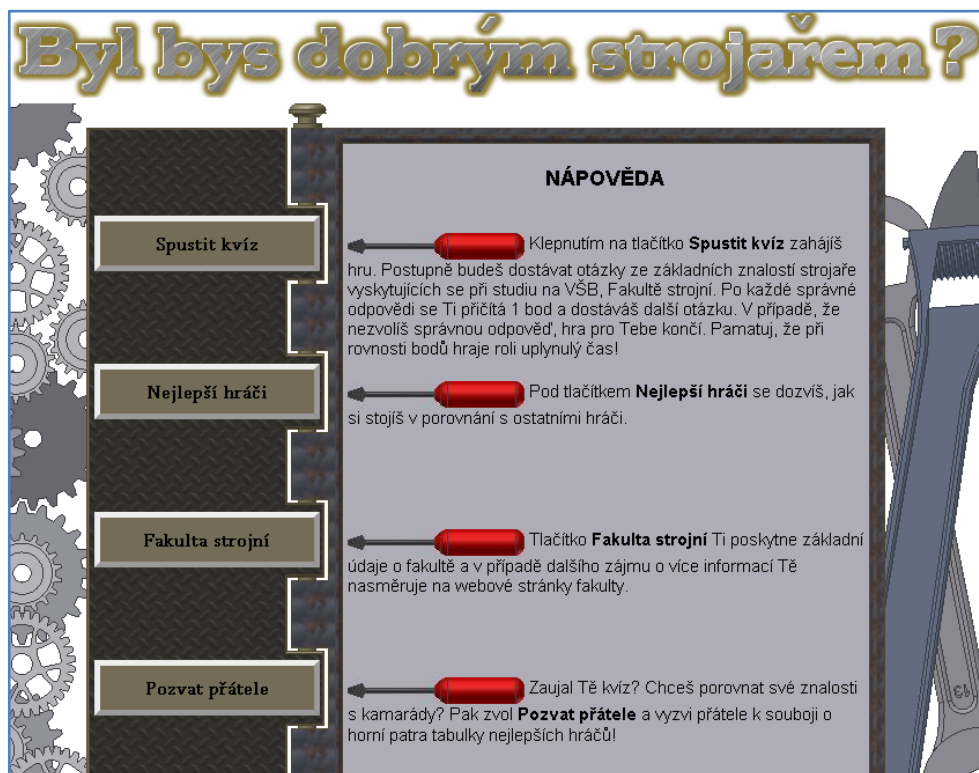 Byl bys dobrým strojařem?
NÁPOVĚDA
Spustit kvíz
Klepnutím na tlačítko Spustit kvíz zahájíš
hru. Postupně budeš dostávat otázky ze základních znalostí strojaře
vyskytujících se při studiu na VŠB, Fakultě strojní. Po každé správné
odpovědi se Ti přičítá 1 bod a dostáváš další otázku. V případě, že
nezvolíš správnou odpověď, hra pro Tebe končí. Pamatuj, že při
rovnosti bodů hraje roli uplynulý čas!
Nejlepší hráči
Pod tlačítkem Nejlepší hráči se dozvíš, jak
si stojíš v porovnání s ostatními hráči.
Fakulta strojní
Tlačítko Fakulta strojní Ti poskytne základní
údaje o fakultě a v případě dalšího zájmu o více informací Tě
nasměruje na webové stránky fakulty.
Pozvat přátele
Zaujal Tě kvíz? Chceš porovnat své znalosti
s kamarády? Pak zvol Pozvat přátele a vyzvi přátele k souboji o
horní patra tabulky nejlepších hráčů!
13